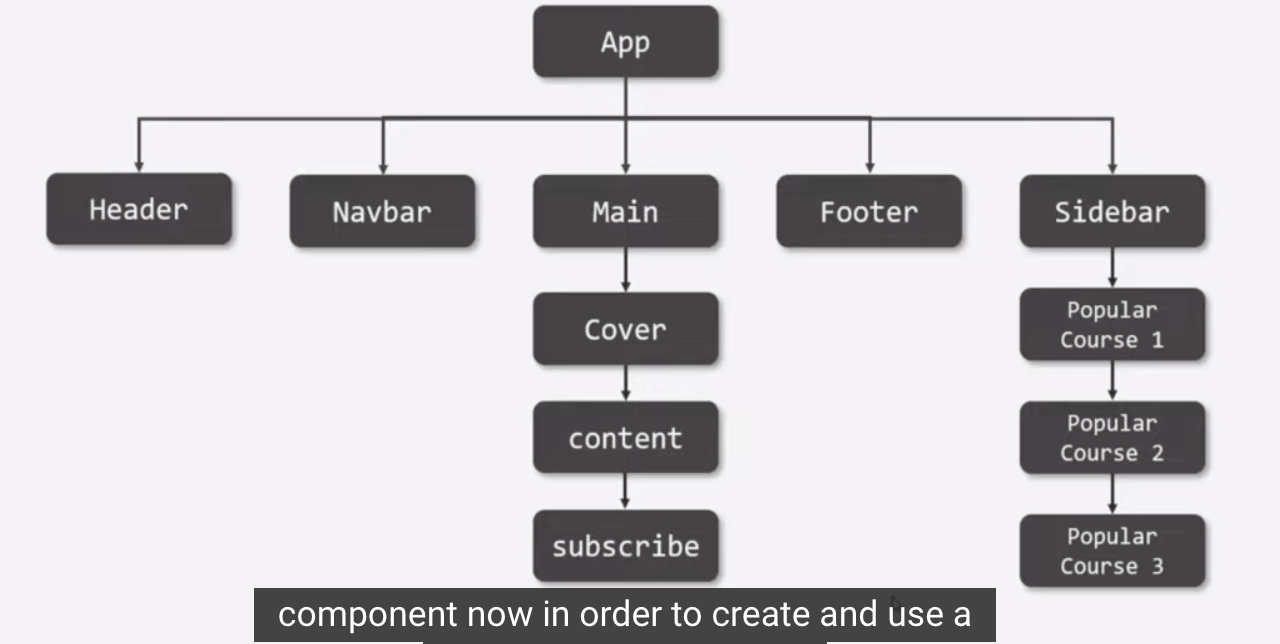 App
Header
Navbar
Main
Footer
Sidebar
Cover
content
subscribe
Popular
Course 1
Popular
Course 2
Popular
Course 3
component now in order to create and use a